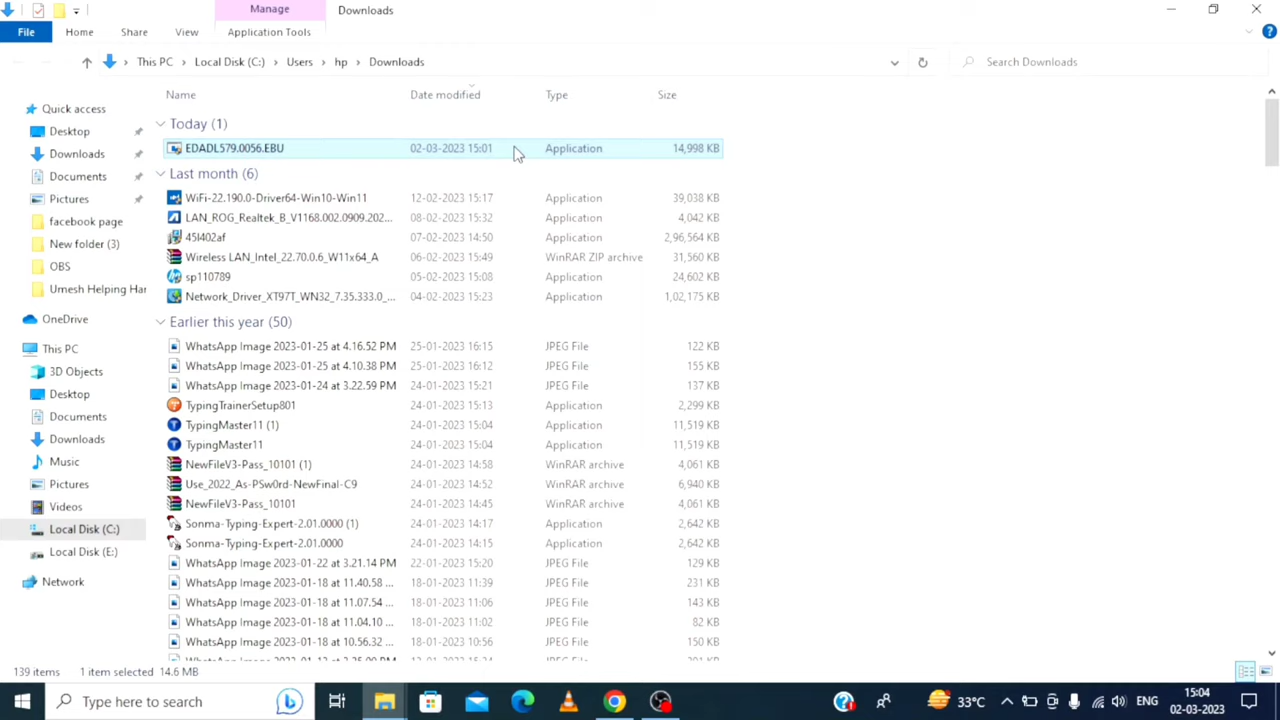 Manage
Downloads
File
Home
Share
View
Application Tools
This PC
Local Disk (C:)
Users
hp
Downloads
Search Downloads
Name
Date modified
Type
Size
Quick access
Desktop
Downloads
Documents
Pictures
facebook page
New folder (3)
OBS
Umesh Helping Har
OneDrive
This PC
3D Objects
Desktop
Documents
Downloads
Music
Pictures
Videos
Local Disk (C:)
Local Disk (E:)
Network
Today (1)
EDADL579.0056.EBU 02-03-2023 15:01 Application 14,998 KB
Last month (6)
WiFi-22.190.0-Driver64-Win10-Win11 12-02-2023 15:17 Application 39,038 KB
LAN_ROG_Realtek_B_V1168.002.0909.202... 08-02-2023 15:32 Application 4,042 KB
45l402af 07-02-2023 14:50 Application 2,96,564 KB
Wireless LAN_Intel_22.70.0.6_W11x64_A 06-02-2023 15:49 WinRAR ZIP archive 31,560 KB
sp110789 05-02-2023 15:08 Application 24,602 KB
Network_Driver_XT97T_WN32_7.35.333.0_... 04-02-2023 15:23 Application 1,02,175 KB
Earlier this year (50)
WhatsApp Image 2023-01-25 at 4.16.52 PM 25-01-2023 16:15 JPEG File 122 KB
WhatsApp Image 2023-01-25 at 4.10.38 PM 25-01-2023 16:12 JPEG File 155 KB
WhatsApp Image 2023-01-24 at 3.22.59 PM 24-01-2023 15:21 JPEG File 137 KB
TypingTrainerSetup801 24-01-2023 15:13 Application 2,299 KB
TypingMaster11 (1) 24-01-2023 15:04 Application 11,519 KB
TypingMaster11 24-01-2023 15:04 Application 11,519 KB
NewFileV3-Pass_10101 (1) 24-01-2023 14:58 WinRAR archive 4,061 KB
Use_2022_As-PSw0rd-NewFinal-C9 24-01-2023 14:52 WinRAR archive 6,940 KB
NewFileV3-Pass_10101 24-01-2023 14:45 WinRAR archive 4,061 KB
Sonma-Typing-Expert-2.01.0000 (1) 24-01-2023 14:17 Application 2,642 KB
Sonma-Typing-Expert-2.01.0000 24-01-2023 14:15 Application 2,642 KB
WhatsApp Image 2023-01-22 at 3.21.14 PM 22-01-2023 15:20 JPEG File 129 KB
WhatsApp Image 2023-01-18 at 11.40.58 ... 18-01-2023 11:39 JPEG File 231 KB
WhatsApp Image 2023-01-18 at 11.07.54 ... 18-01-2023 11:06 JPEG File 143 KB
WhatsApp Image 2023-01-18 at 11.04.10 ... 18-01-2023 11:02 JPEG File 82 KB
WhatsApp Image 2023-01-18 at 10.56.32 ... 18-01-2023 10:56 JPEG File 150 KB
139 items
1 item selected 14.6 MB
Type here to search
33°C
ENG
15:04
02-03-2023